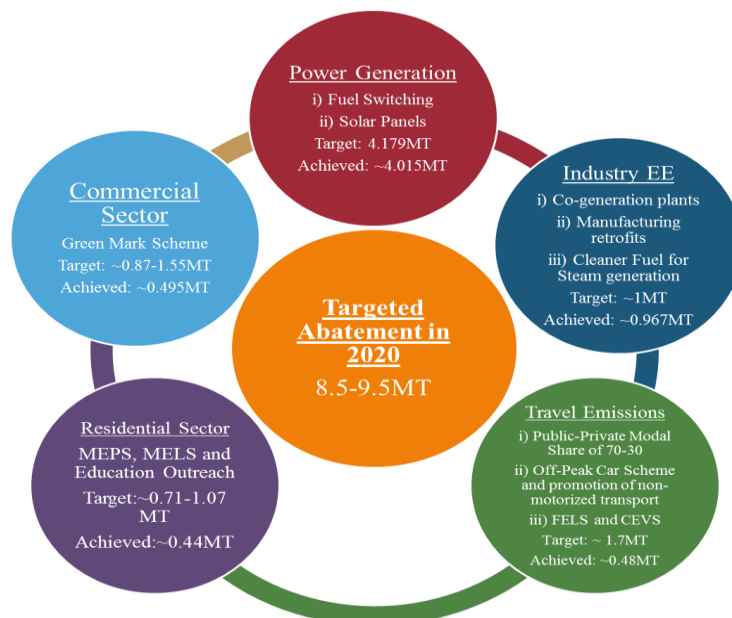 Power Generation
i) Fuel Switching
ii) Solar Panels
Target: 4.179MT
Achieved: ~4.015MT
Industry EE
i) Co-generation plants
ii) Manufacturing
retrofits
iii) Cleaner Fuel for
Steam generation
Target: ~1MT
Achieved: ~0.967MT
Commercial
Sector
Green Mark Scheme
Target: ~0.87-1.55MT
Achieved: ~0.495MT
Targeted
Abatement in
2020
8.5-9.5MT
Residential Sector
MEPS, MELS and
Education Outreach
Target:~0.71-1.07
MT
Achieved:~0.44MT
Travel Emissions
i) Public-Private Modal
Share of 70-30
ii) Off-Peak Car Scheme
and promotion of non-
motorized transport
iii) FELS and CEVS
Target: ~ 1.7MT
Achieved: ~0.48MT